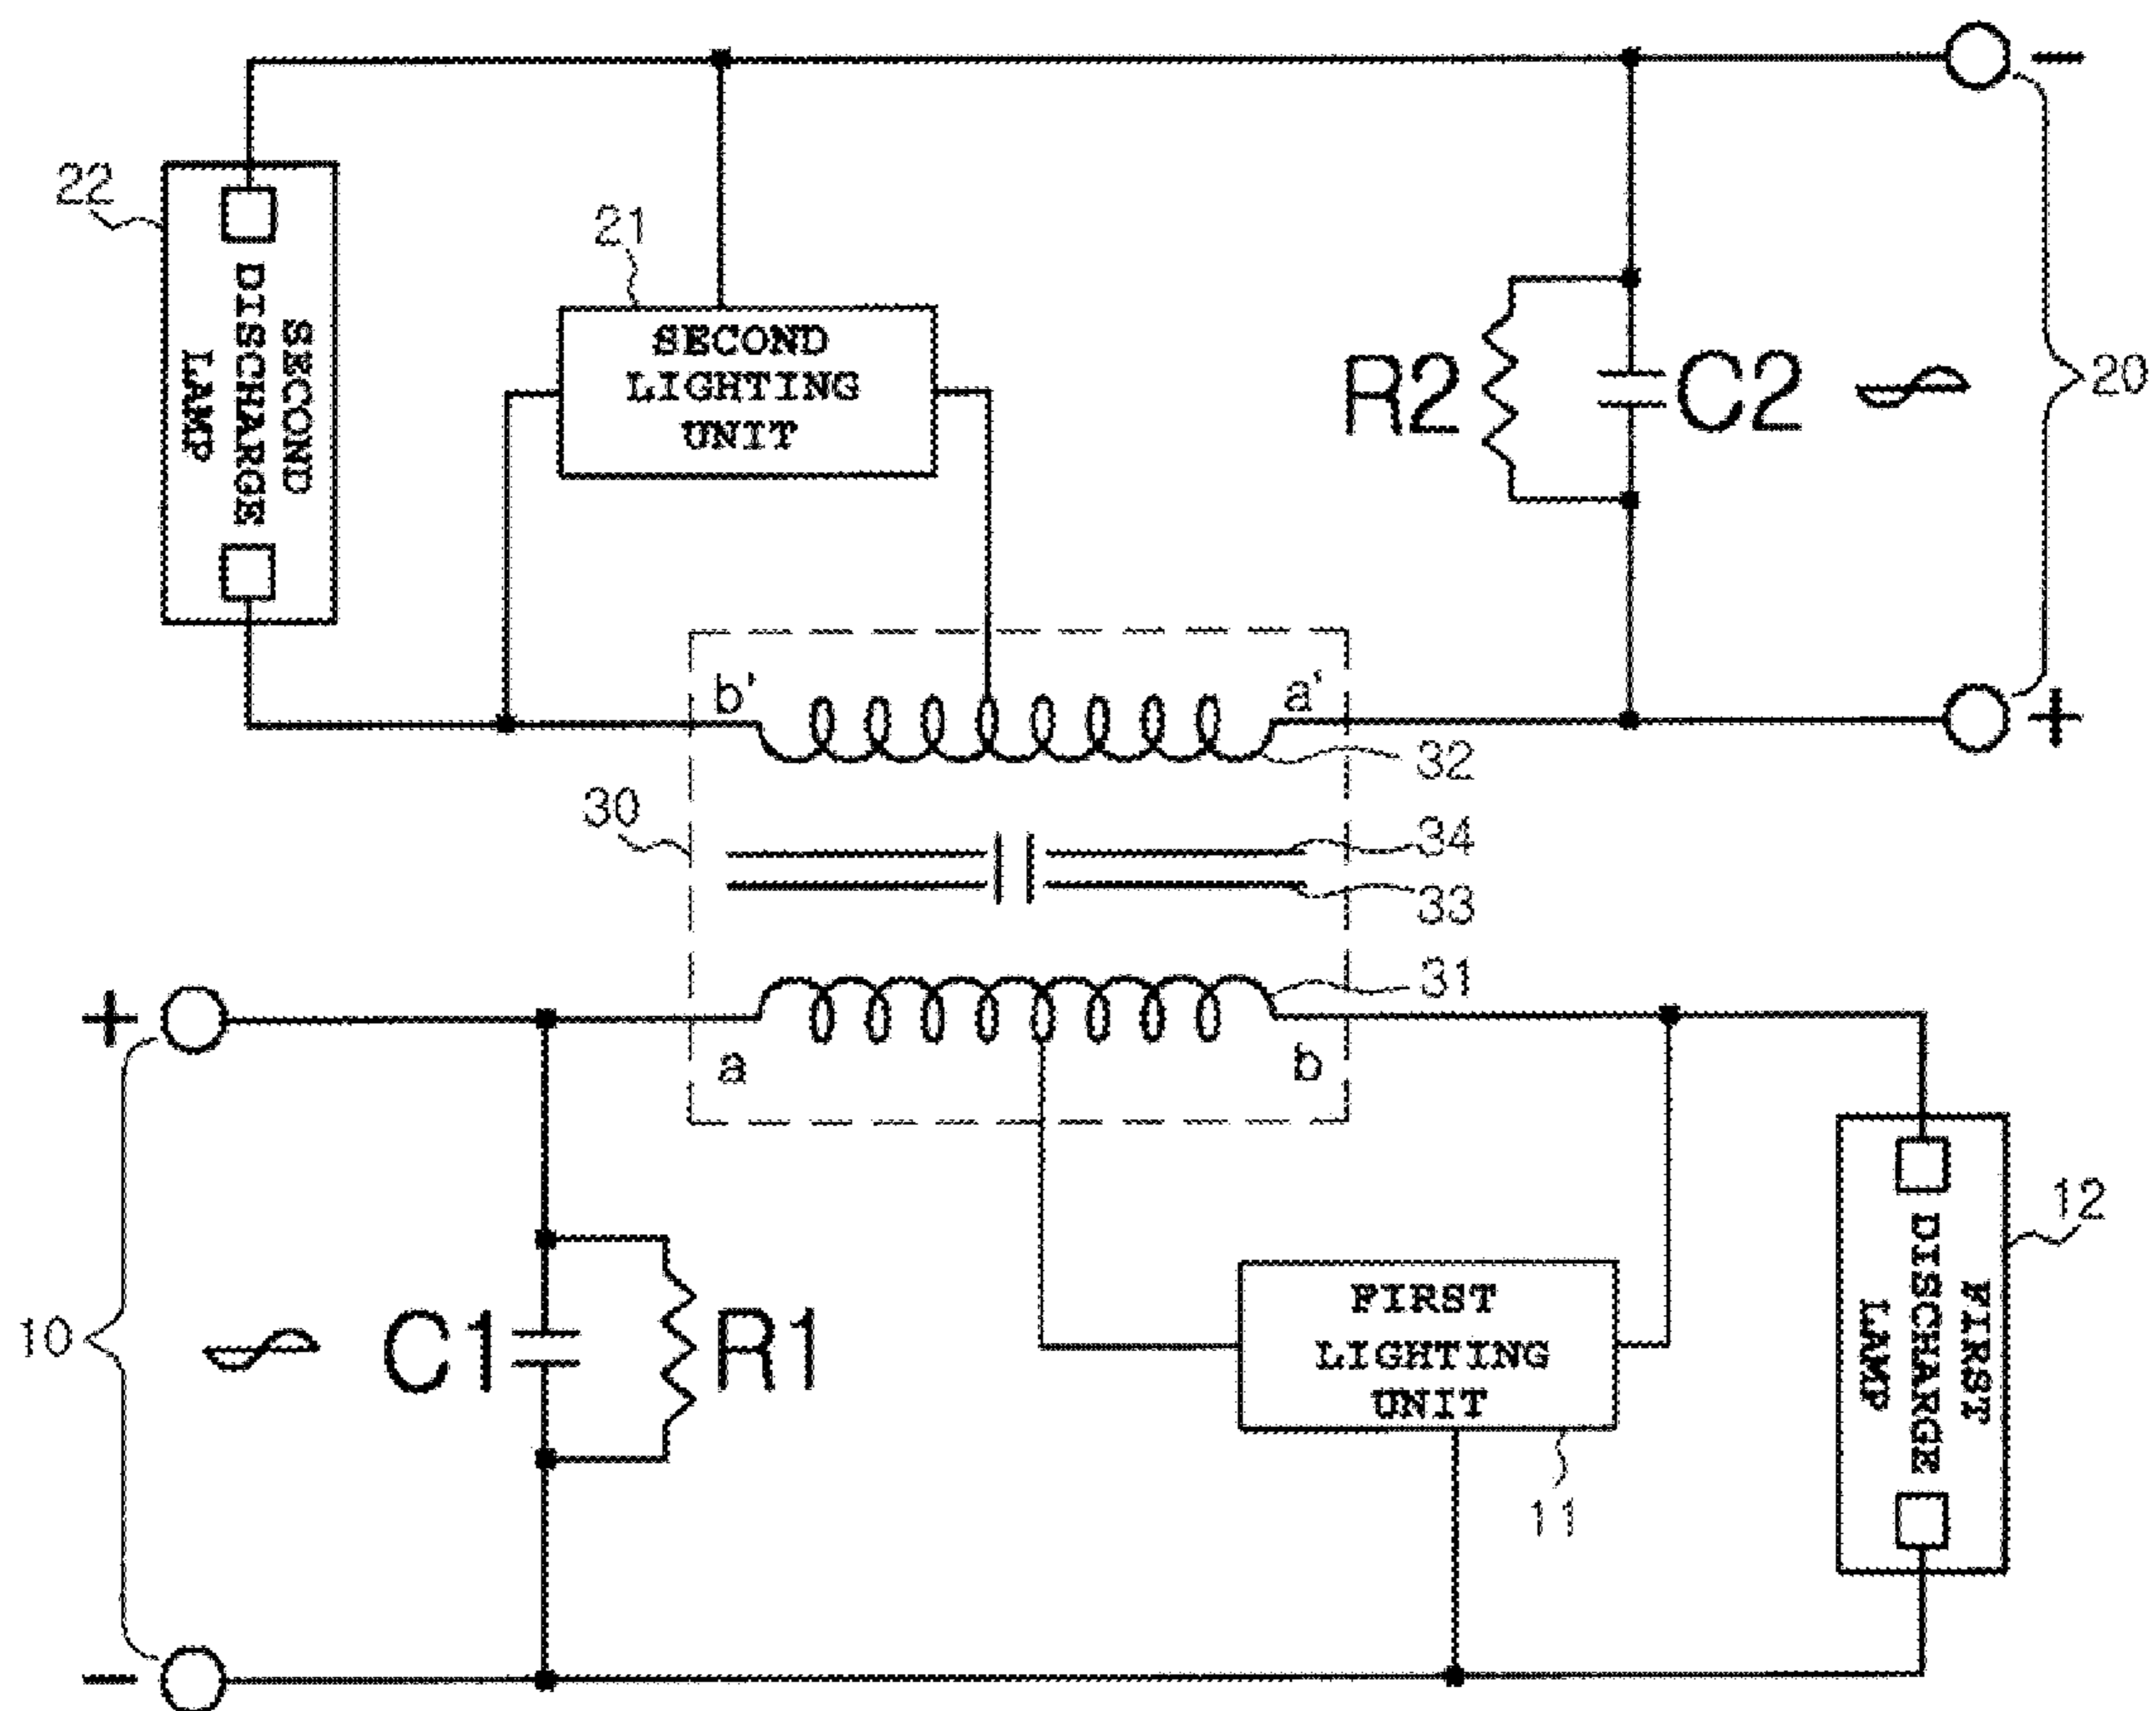 -
22
SECOND
DISCHARGE
LAMP
21
SECOND
LIGHTING
UNIT
R2
C2
20
b'
a'
+
32
30
34
33
31
+
a
b
10
C1
R1
FIRST
LIGHTING
UNIT
11
12
FIRST
DISCHARGE
LAMP
-